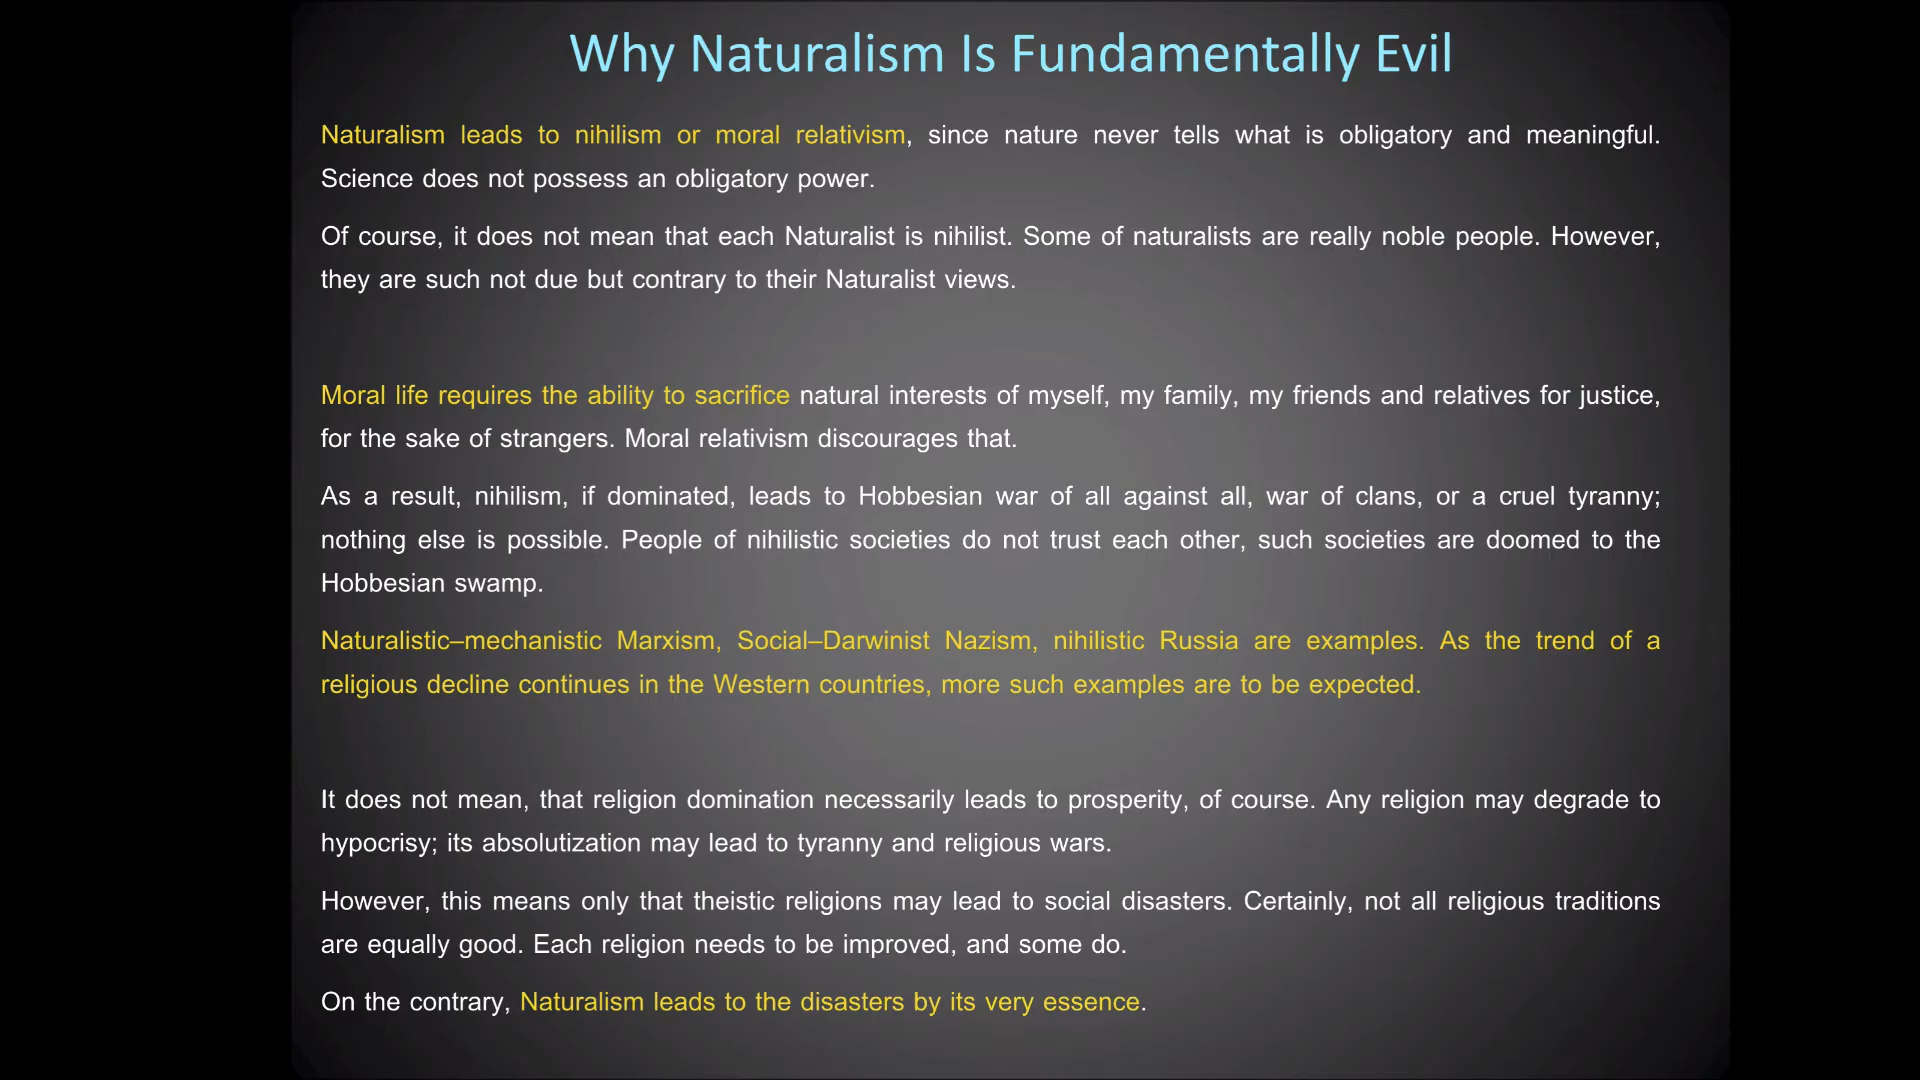 Why Naturalism Is Fundamentally Evil
Naturalism leads to nihilism or moral relativism, since nature never tells what is obligatory and meaningful.
Science does not possess an obligatory power.
Of course, it does not mean that each Naturalist is nihilist. Some of naturalists are really noble people. However,
they are such not due but contrary to their Naturalist views.
Moral life requires the ability to sacrifice natural interests of myself, my family, my friends and relatives for justice,
for the sake of strangers. Moral relativism discourages that.
As a result, nihilism, if dominated, leads to Hobbesian war of all against all, war of clans, or a cruel tyranny;
nothing else is possible. People of nihilistic societies do not trust each other, such societies are doomed to the
Hobbesian swamp.
Naturalistic–mechanistic Marxism, Social–Darwinist Nazism, nihilistic Russia are examples. As the trend of a
religious decline continues in the Western countries, more such examples are to be expected.
It does not mean, that religion domination necessarily leads to prosperity, of course. Any religion may degrade to
hypocrisy; its absolutization may lead to tyranny and religious wars.
However, this means only that theistic religions may lead to social disasters. Certainly, not all religious traditions
are equally good. Each religion needs to be improved, and some do.
On the contrary, Naturalism leads to the disasters by its very essence.